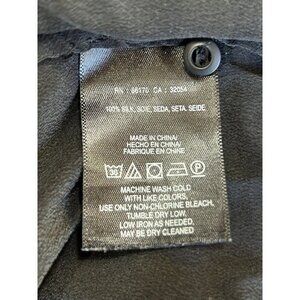 RN : 66170 CA : 32054
100% SILK, SOIE, SEDA, SETA, SEIDE
MADE IN CHINA/
HECHO EN CHINA/
FABRIQUE EN CHINE
MACHINE WASH COLD
WITH LIKE COLORS,
USE ONLY NON-CHLORINE BLEACH,
TUMBLE DRY LOW,
LOW IRON AS NEEDED,
MAY BE DRY CLEANED